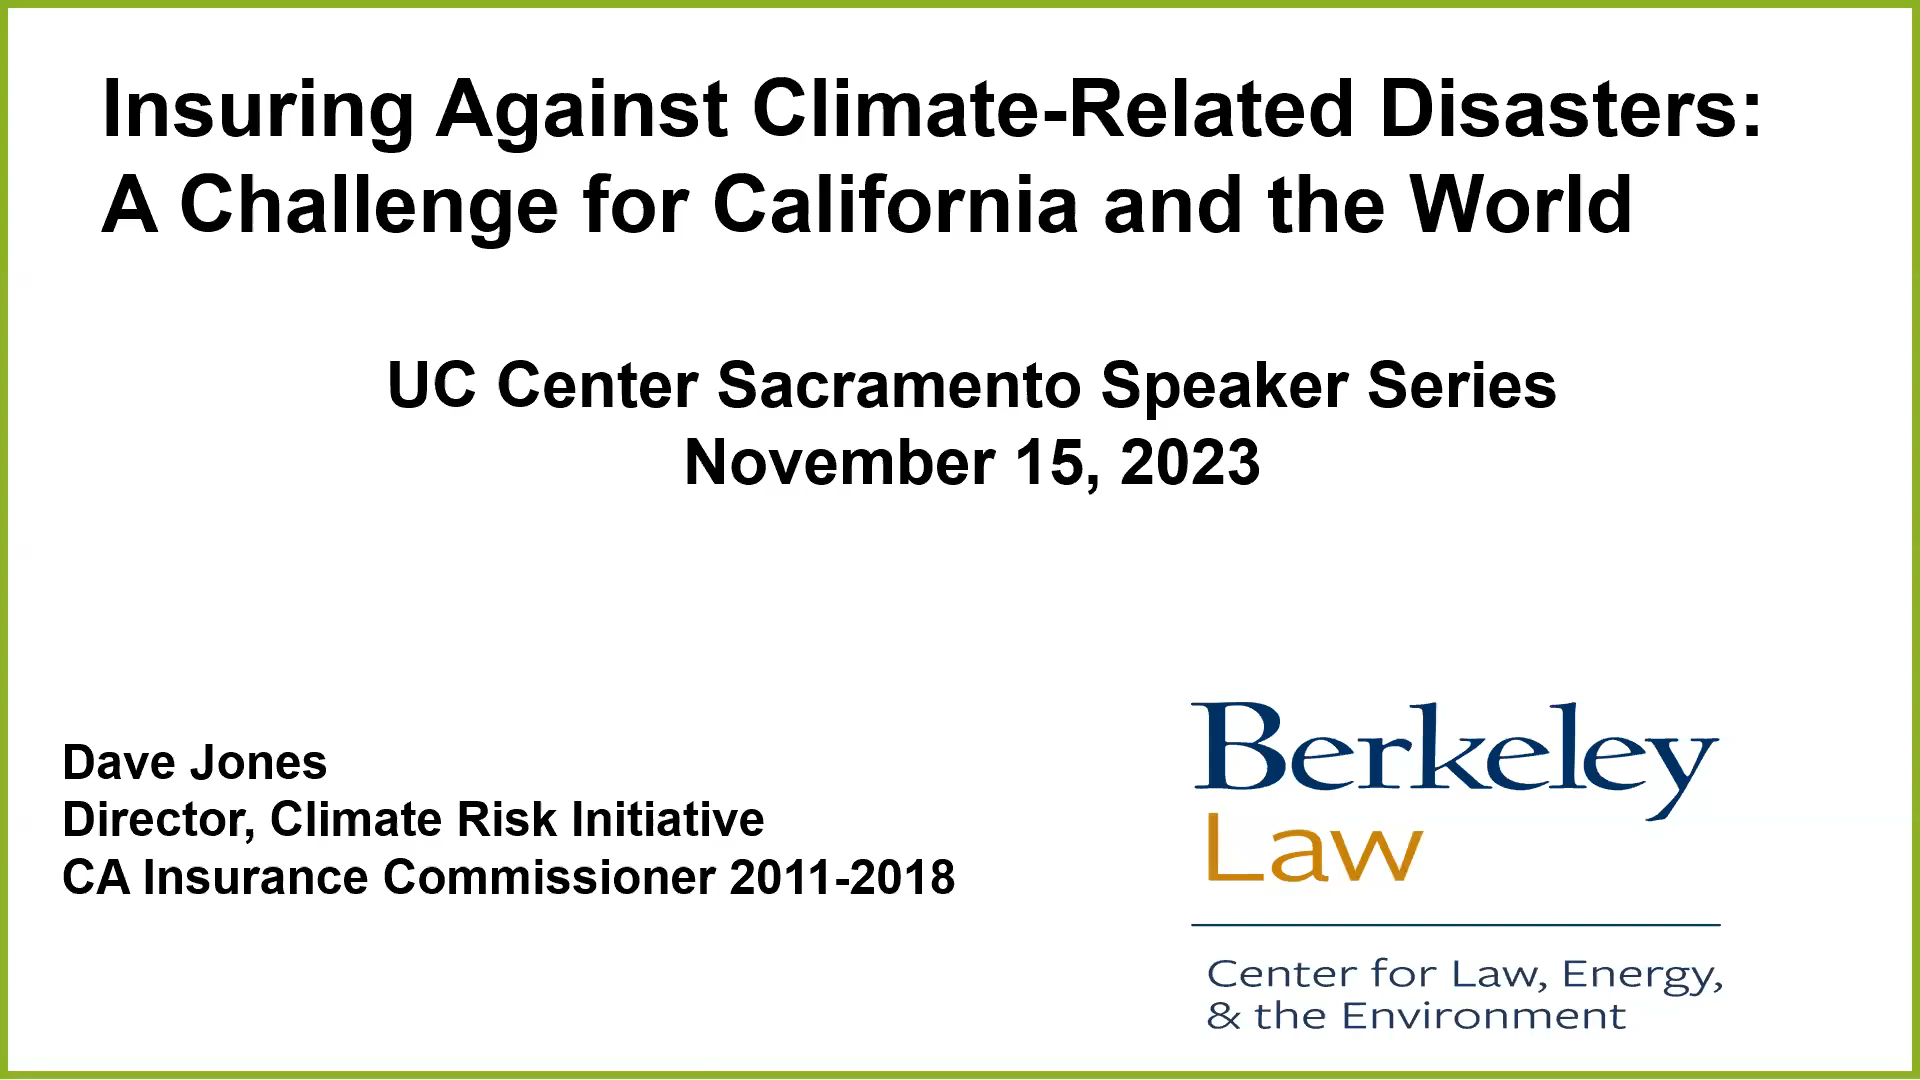 Insuring Against Climate-Related Disasters:
A Challenge for California and the World
UC Center Sacramento Speaker Series
November 15, 2023
Dave Jones
Director, Climate Risk Initiative
CA Insurance Commissioner 2011-2018
Berkeley
Law
Center for Law, Energy,
& the Environment